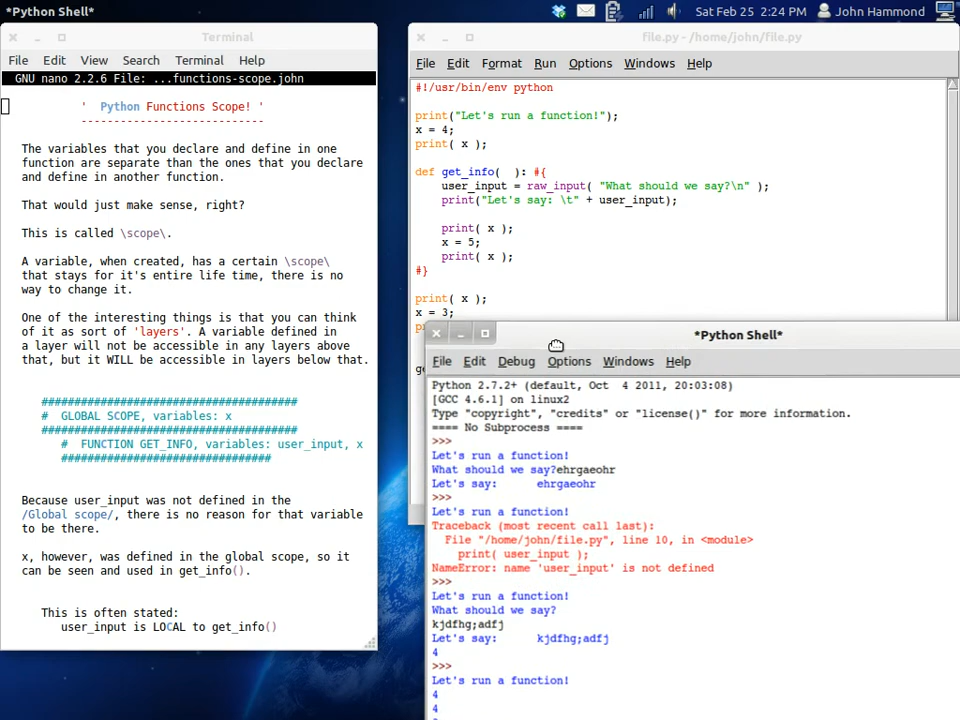 *Python Shell*
Sat Feb 25 2:24 PM
John Hammond
Terminal
File Edit View Search Terminal Help
GNU nano 2.2.6 File: ...functions-scope.john
' Python Functions Scope! '
----------------------------
The variables that you declare and define in one
function are separate than the ones that you declare
and define in another function.
That would just make sense, right?
This is called \scope\.
A variable, when created, has a certain \scope\
that stays for it's entire life time, there is no
way to change it.
One of the interesting things is that you can think
of it as sort of 'layers'. A variable defined in
a layer will not be accessible in any layers above
that, but it WILL be accessible in layers below that.
#######################################
# GLOBAL SCOPE, variables: x
#######################################
# FUNCTION GET_INFO, variables: user_input, x
################################
Because user_input was not defined in the
/Global scope/, there is no reason for that variable
to be there.
x, however, was defined in the global scope, so it
can be seen and used in get_info().
This is often stated:
user_input is LOCAL to get_info()
file.py - /home/john/file.py
File Edit Format Run Options Windows Help
#!/usr/bin/env python
print("Let's run a function!");
x = 4;
print( x );
def get_info( ): #{
user_input = raw_input( "What should we say?\n" );
print("Let's say: \t" + user_input);
print( x );
x = 5;
print( x );
#}
print( x );
x = 3;
*Python Shell*
File Edit Debug Options Windows Help
Python 2.7.2+ (default, Oct 4 2011, 20:03:08)
[GCC 4.6.1] on linux2
Type "copyright", "credits" or "license()" for more information.
==== No Subprocess ====
>>>
Let's run a function!
What should we say?ehrgaeohr
Let's say: ehrgaeohr
>>>
Let's run a function!
Traceback (most recent call last):
File "/home/john/file.py", line 10, in <module>
print( user_input );
NameError: name 'user_input' is not defined
>>>
Let's run a function!
What should we say?
kjdfhg;adfj
Let's say: kjdfhg;adfj
4
>>>
Let's run a function!
4
4